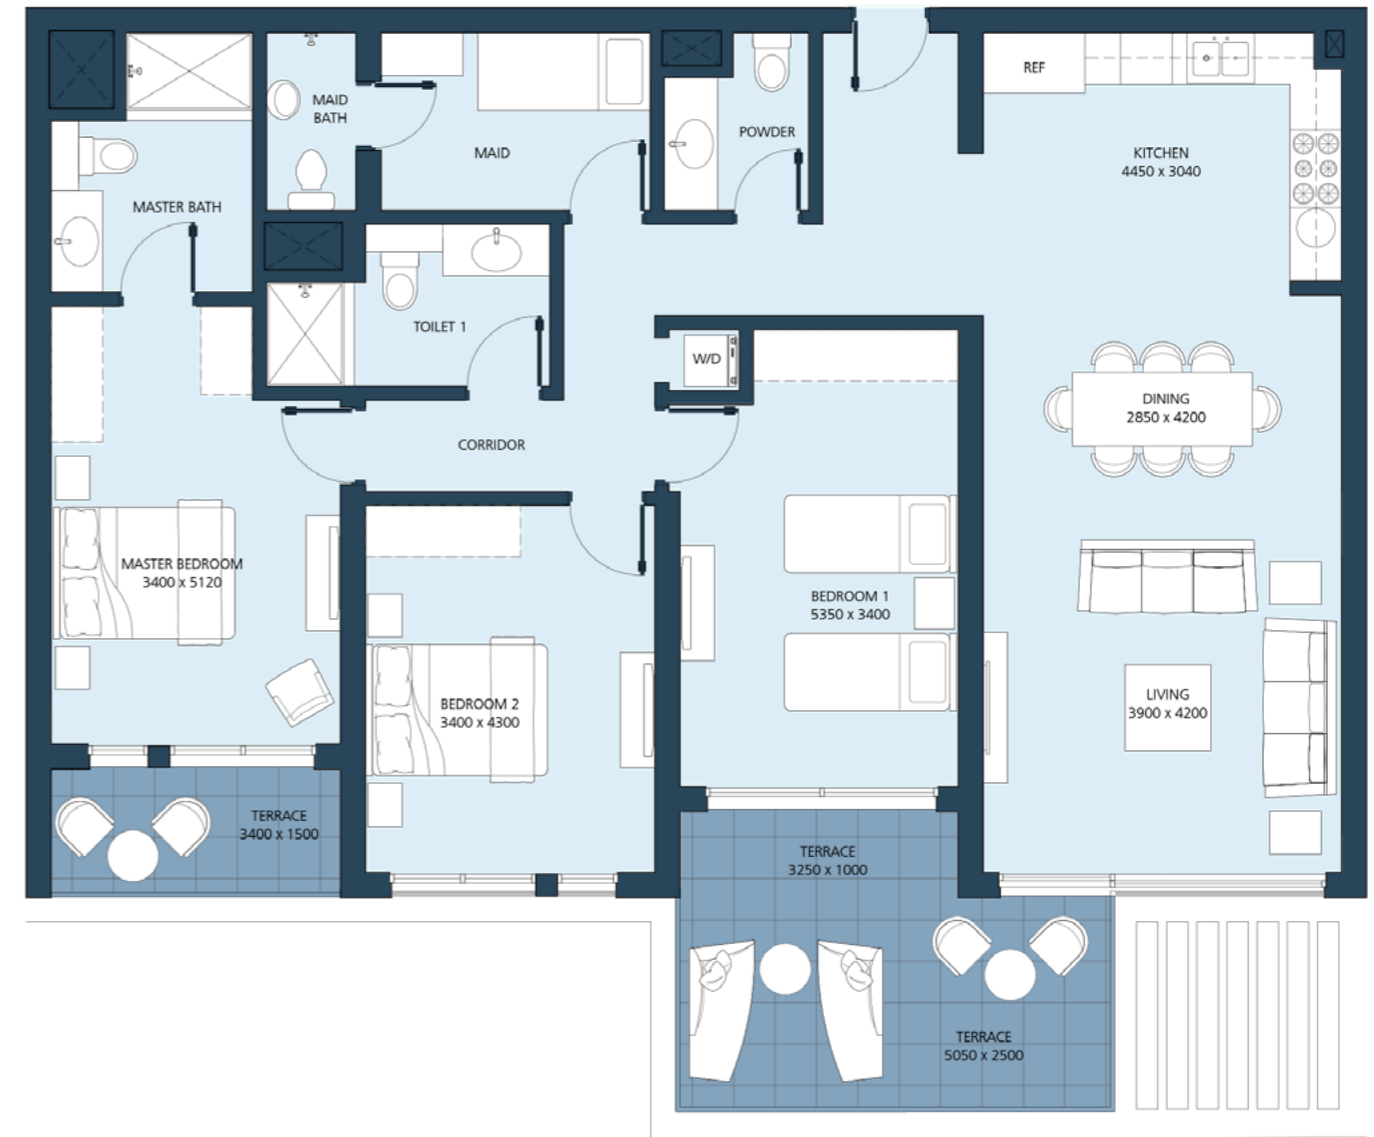 REF
MAID
BATH
MAID
POWDER
KITCHEN
4450 x 3040
MASTER BATH
TOILET 1
W/D
DINING
2850 x 4200
CORRIDOR
MASTER BEDROOM
3400 x 5120
BEDROOM 1
5350 x 3400
BEDROOM 2
3400 x 4300
LIVING
3900 x 4200
TERRACE
3400 x 1500
TERRACE
3250 x 1000
TERRACE
5050 x 2500